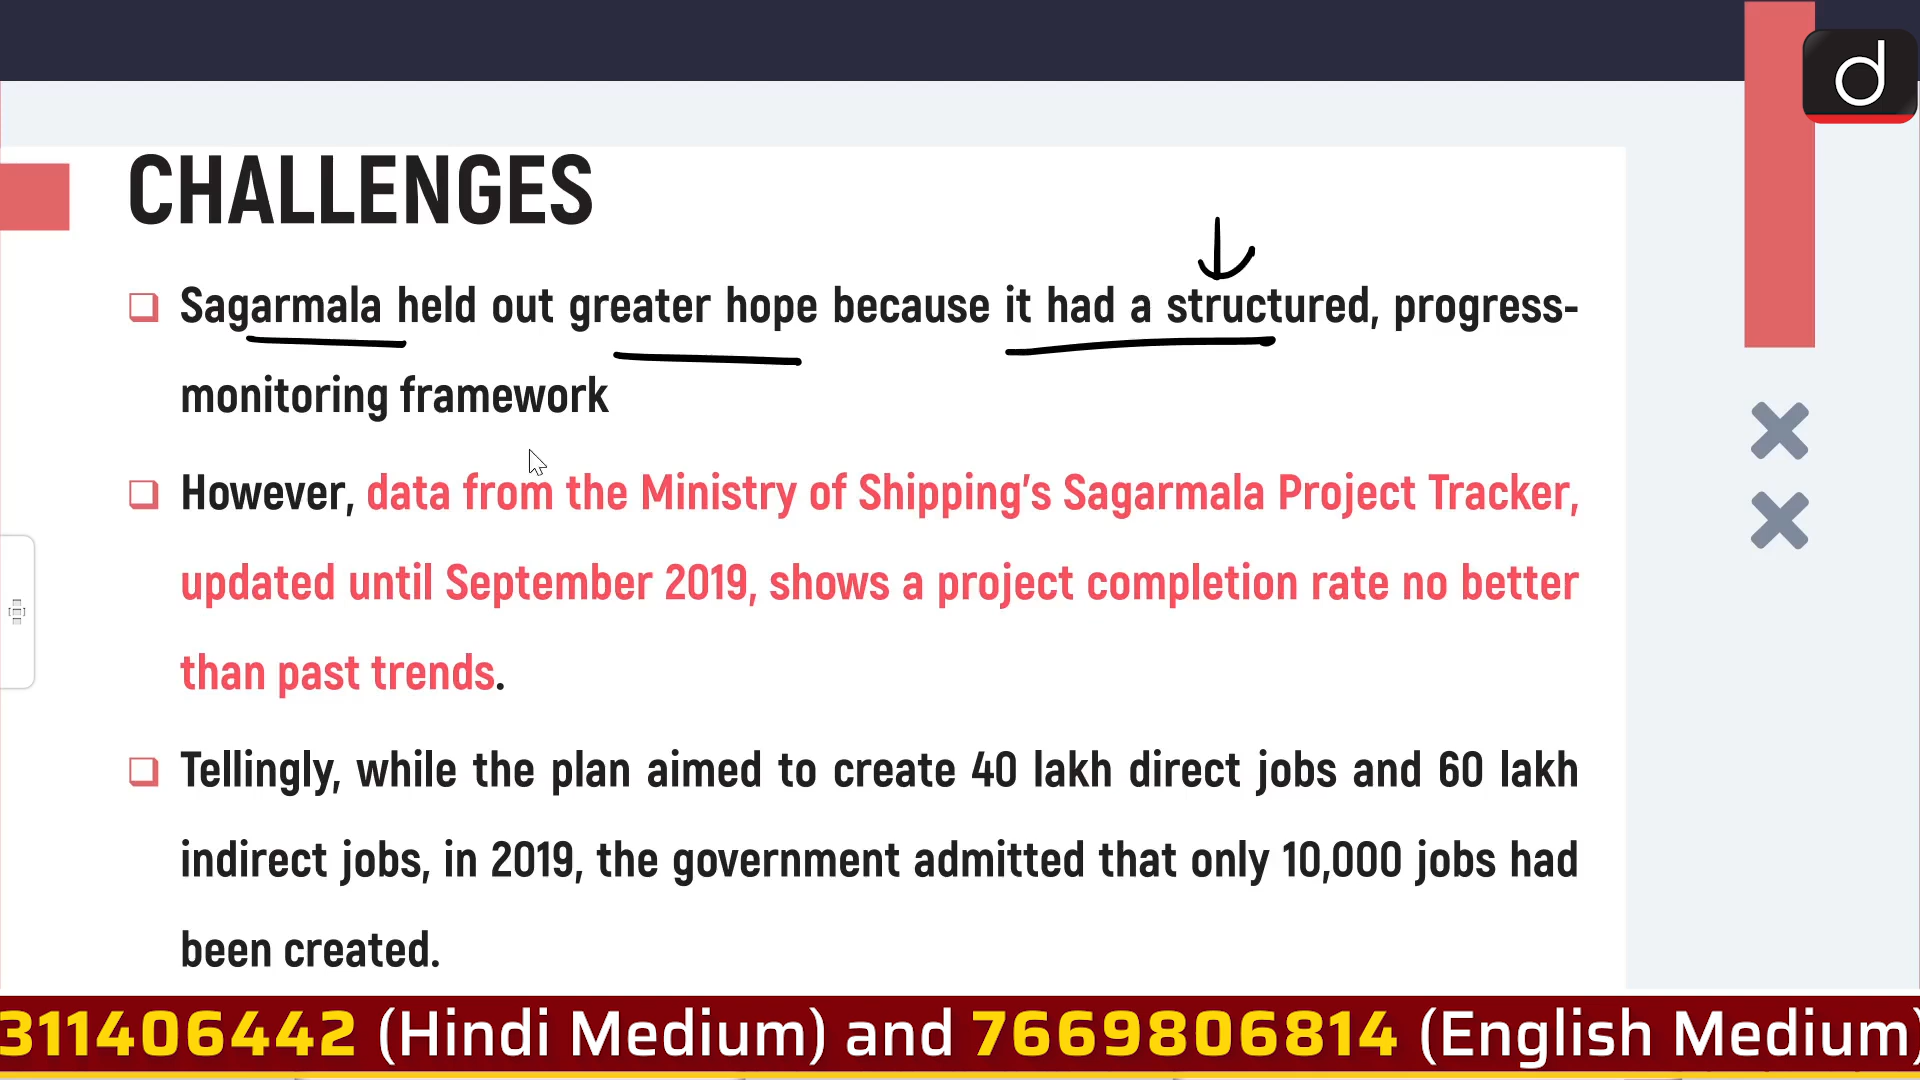 d
CHALLENGES
Sagarmala held out greater hope because it had a structured, progress-
monitoring framework
However, data from the Ministry of Shipping's Sagarmala Project Tracker,
updated until September 2019, shows a project completion rate no better
than past trends.
Tellingly, while the plan aimed to create 40 lakh direct jobs and 60 lakh
indirect jobs, in 2019, the government admitted that only 10,000 jobs had
been created.
311406442 (Hindi Medium) and 7669806814 (English Medium)